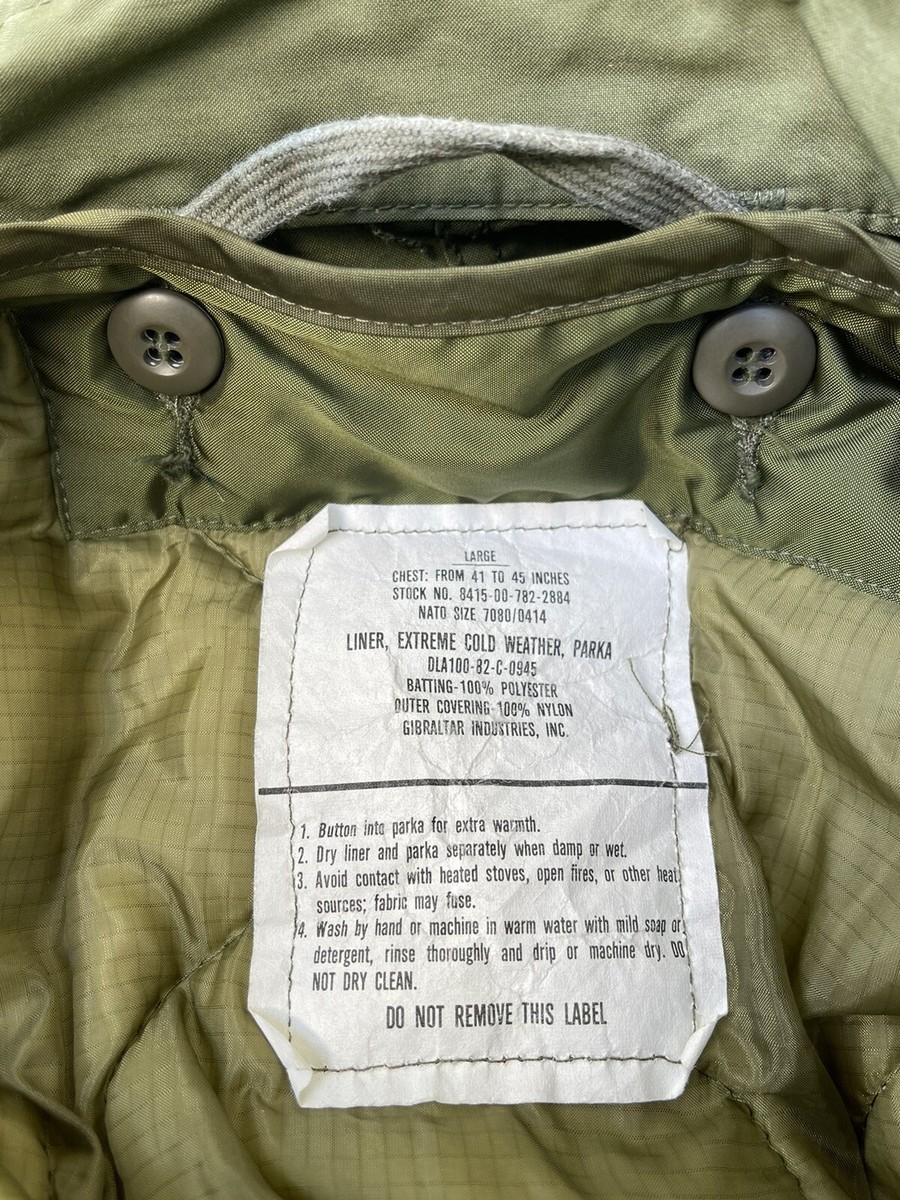 LARGE
CHEST: FROM 41 TO 45 INCHES
STOCK NO. 8415-00-782-2884
NATO SIZE 7080/0414
LINER, EXTREME COLD WEATHER, PARKA
DLA100-82-C-0945
BATTING-100% POLYESTER
OUTER COVERING-100% NYLON
GIBRALTAR INDUSTRIES, INC.
1. Button into parka for extra warmth.
2. Dry liner and parka separately when damp or wet.
3. Avoid contact with heated stoves, open fires, or other heat
sources; fabric may fuse.
4. Wash by hand or machine in warm water with mild soap or
detergent, rinse thoroughly and drip or machine dry. DO
NOT DRY CLEAN.
DO NOT REMOVE THIS LABEL